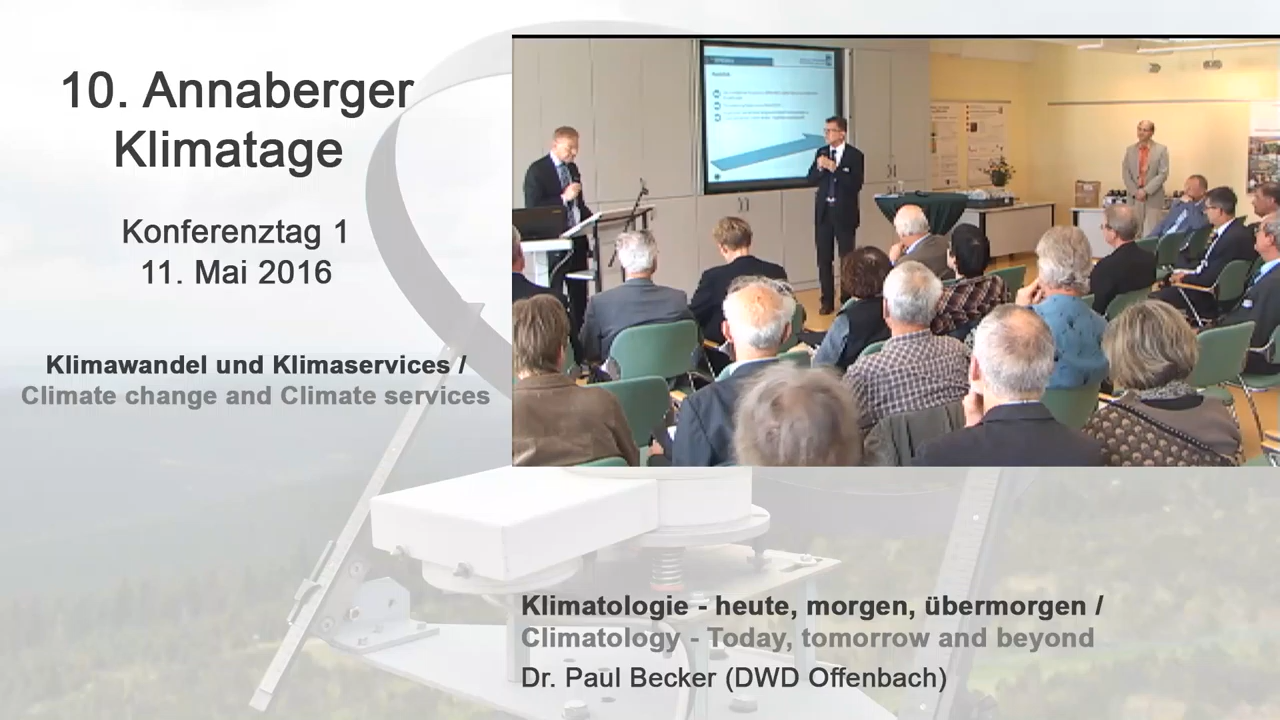 10. Annaberger
Klimatage
Konferenztag 1
11. Mai 2016
Klimawandel und Klimaservices /
Climate change and Climate services
Klimatologie - heute, morgen, übermorgen /
Climatology - Today, tomorrow and beyond
Dr. Paul Becker (DWD Offenbach)